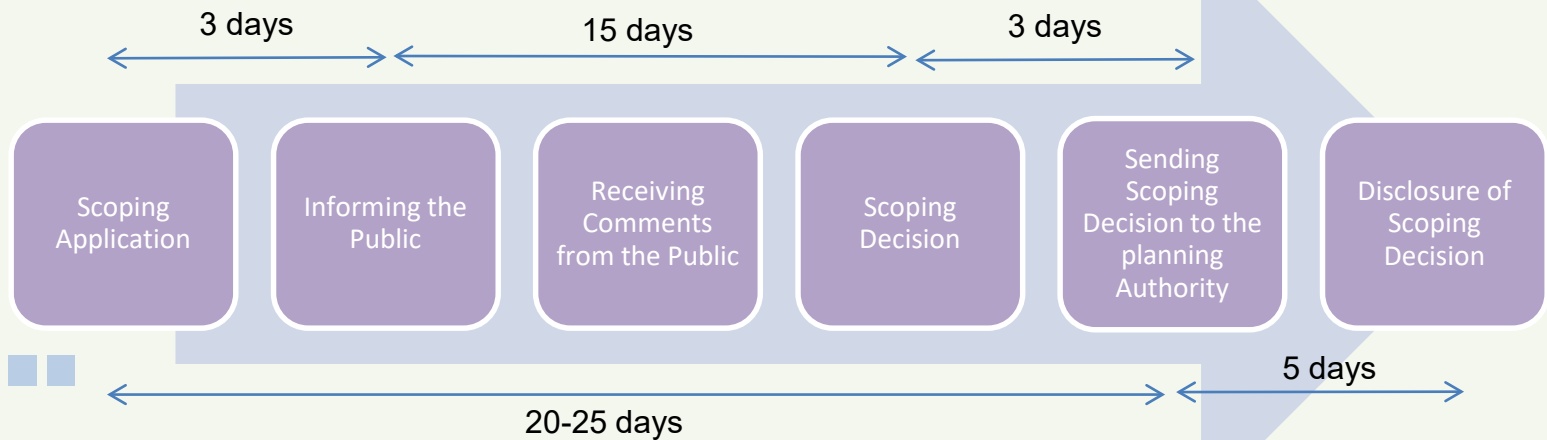 3 days
15 days
3 days
Scoping
Application
Informing the
Public
Receiving
Comments
from the Public
Scoping
Decision
Sending
Scoping
Decision to the
planning
Authority
Disclosure of
Scoping
Decision
5 days
20-25 days